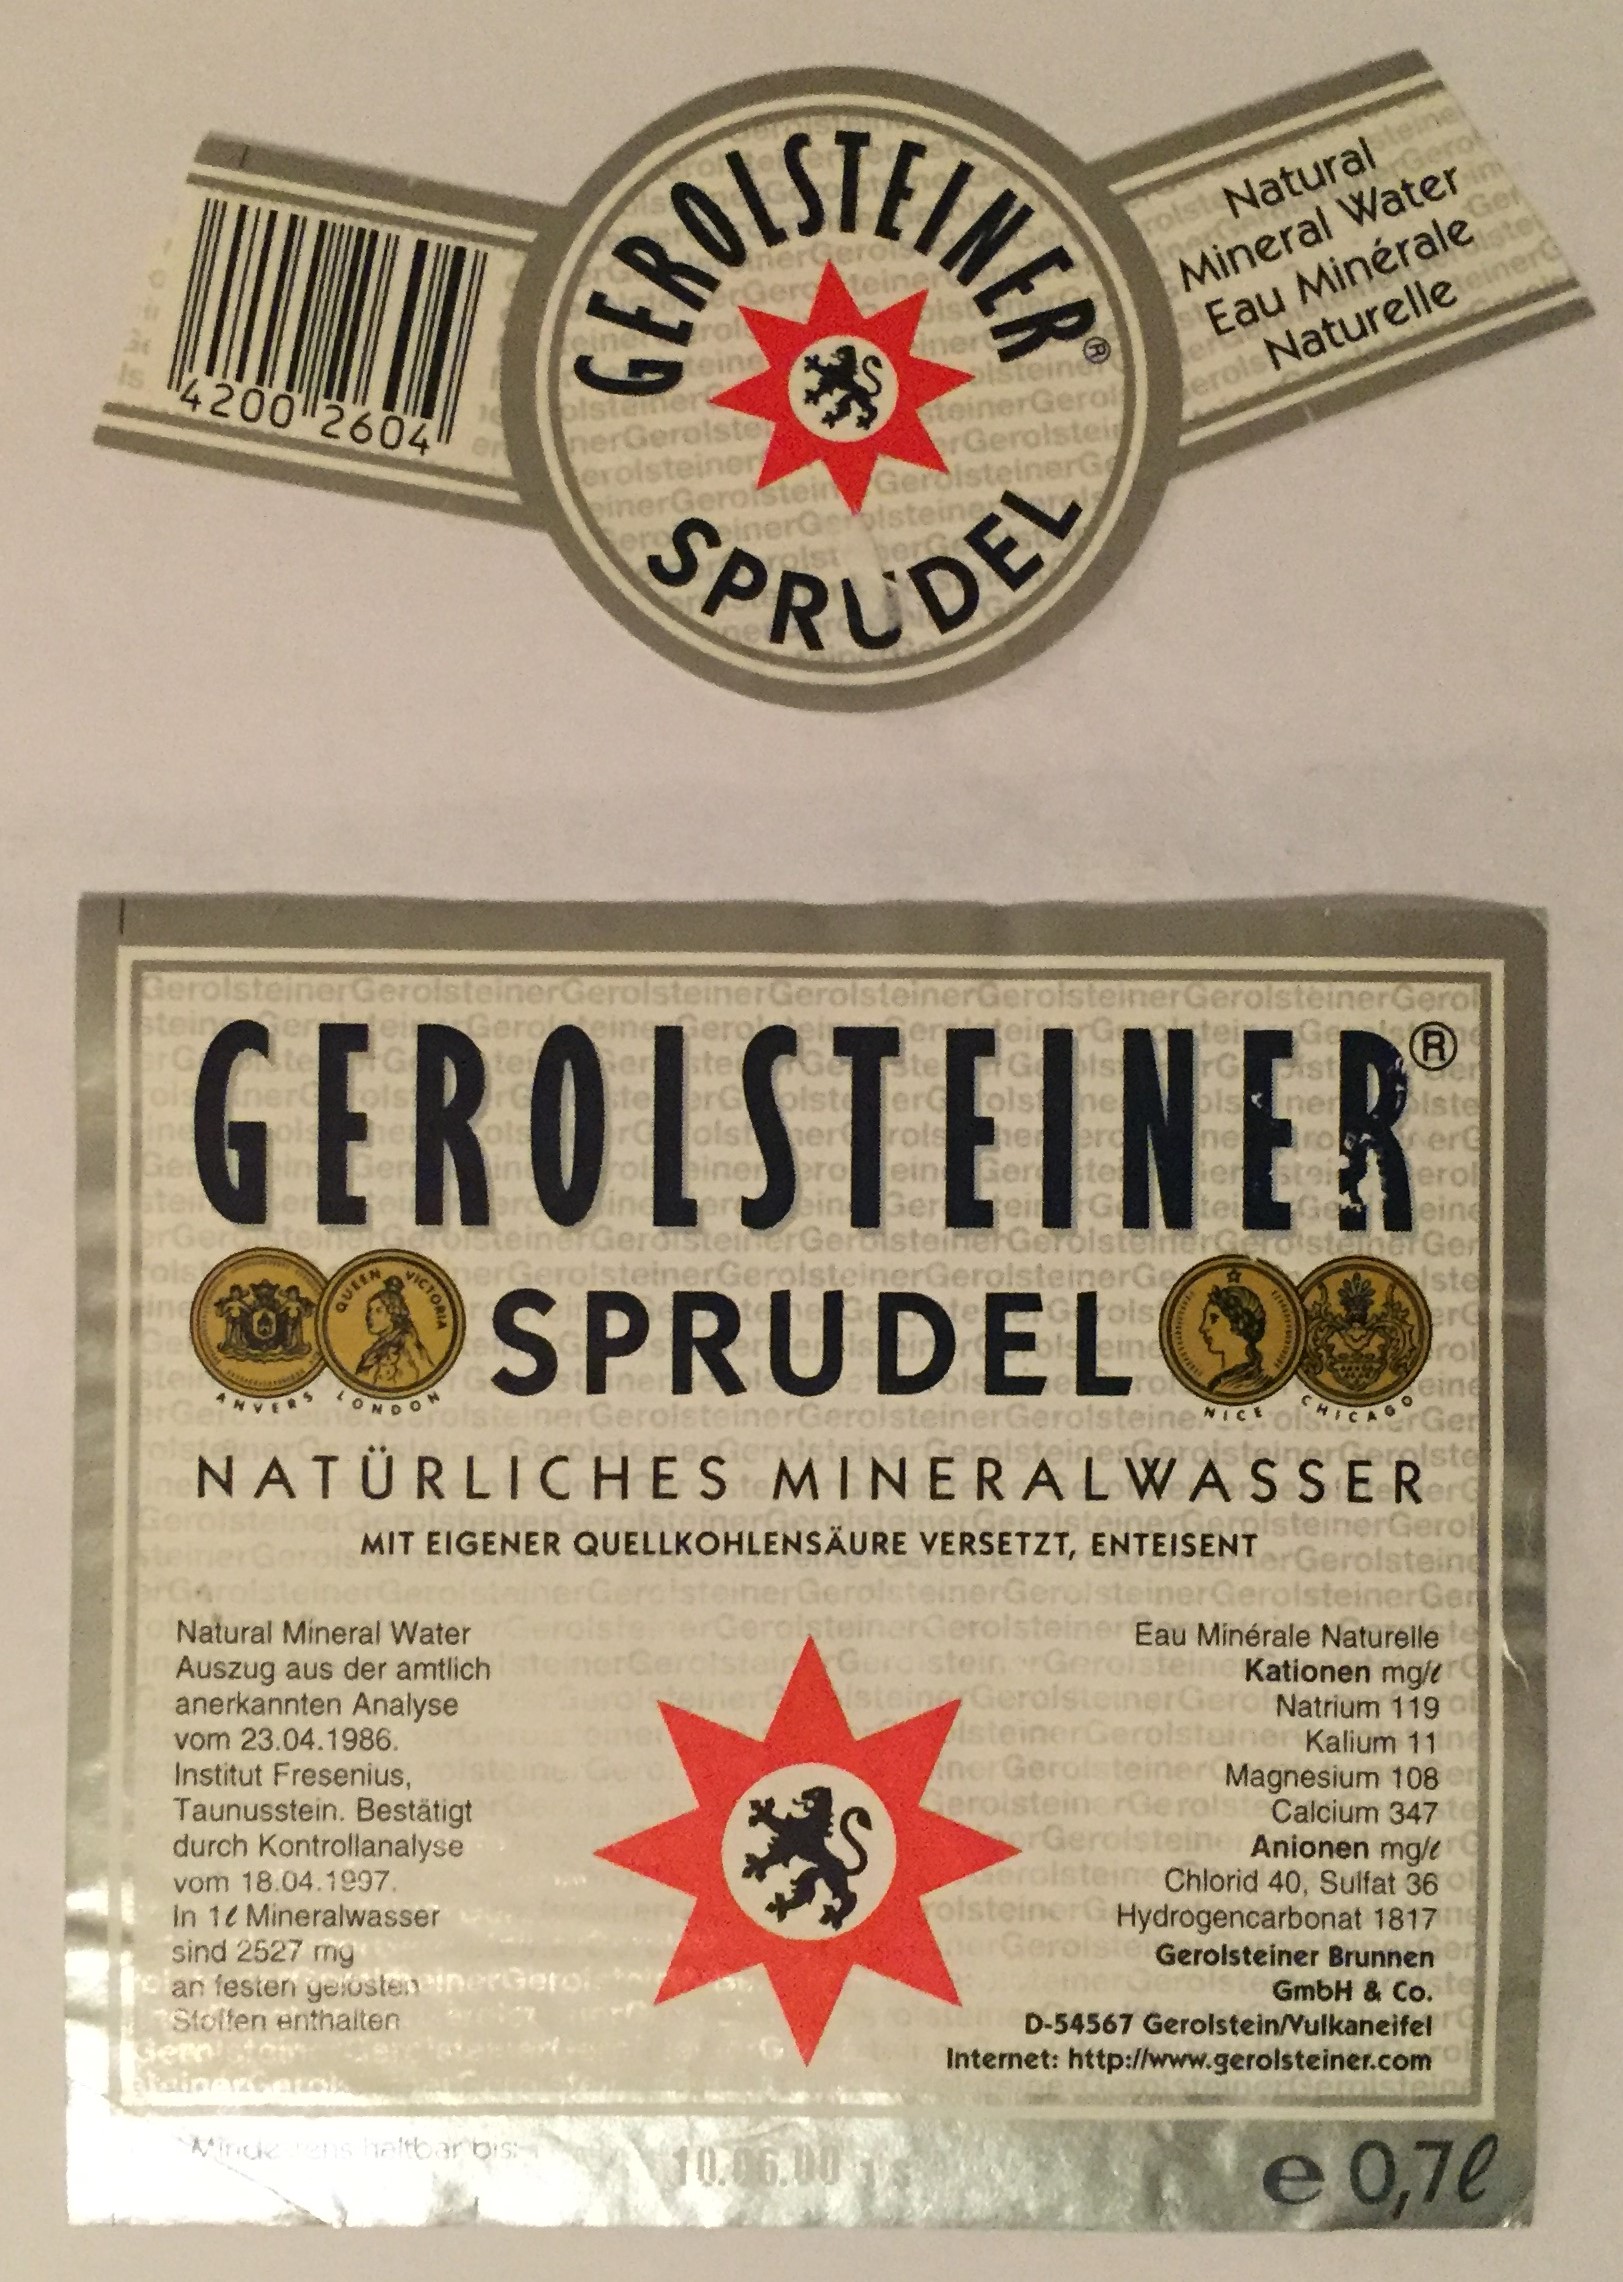 GEROLSTEINER®
SPRUDEL
4200 2604
Natural
Mineral Water
Eau Minérale
Naturelle
GEROLSTEINER®
QUEEN VICTORIA
SPRUDEL
ANVERS LONDON
NICE CHICAGO
NATÜRLICHES MINERALWASSER
MIT EIGENER QUELLKOHLENSÄURE VERSETZT, ENTEISENT
Natural Mineral Water
Auszug aus der amtlich
anerkannten Analyse
vom 23.04.1986.
Institut Fresenius,
Taunusstein. Bestätigt
durch Kontrollanalyse
vom 18.04.1997.
In 1ℓ Mineralwasser
sind 2527 mg
an festen gelösten
Stoffen enthalten
Eau Minérale Naturelle
Kationen mg/ℓ
Natrium 119
Kalium 11
Magnesium 108
Calcium 347
Anionen mg/ℓ
Chlorid 40, Sulfat 36
Hydrogencarbonat 1817
Gerolsteiner Brunnen
GmbH & Co.
D-54567 Gerolstein/Vulkaneifel
Internet: http://www.gerolsteiner.com
Mindestens haltbar bis:
10.06.00
e 0,7ℓ